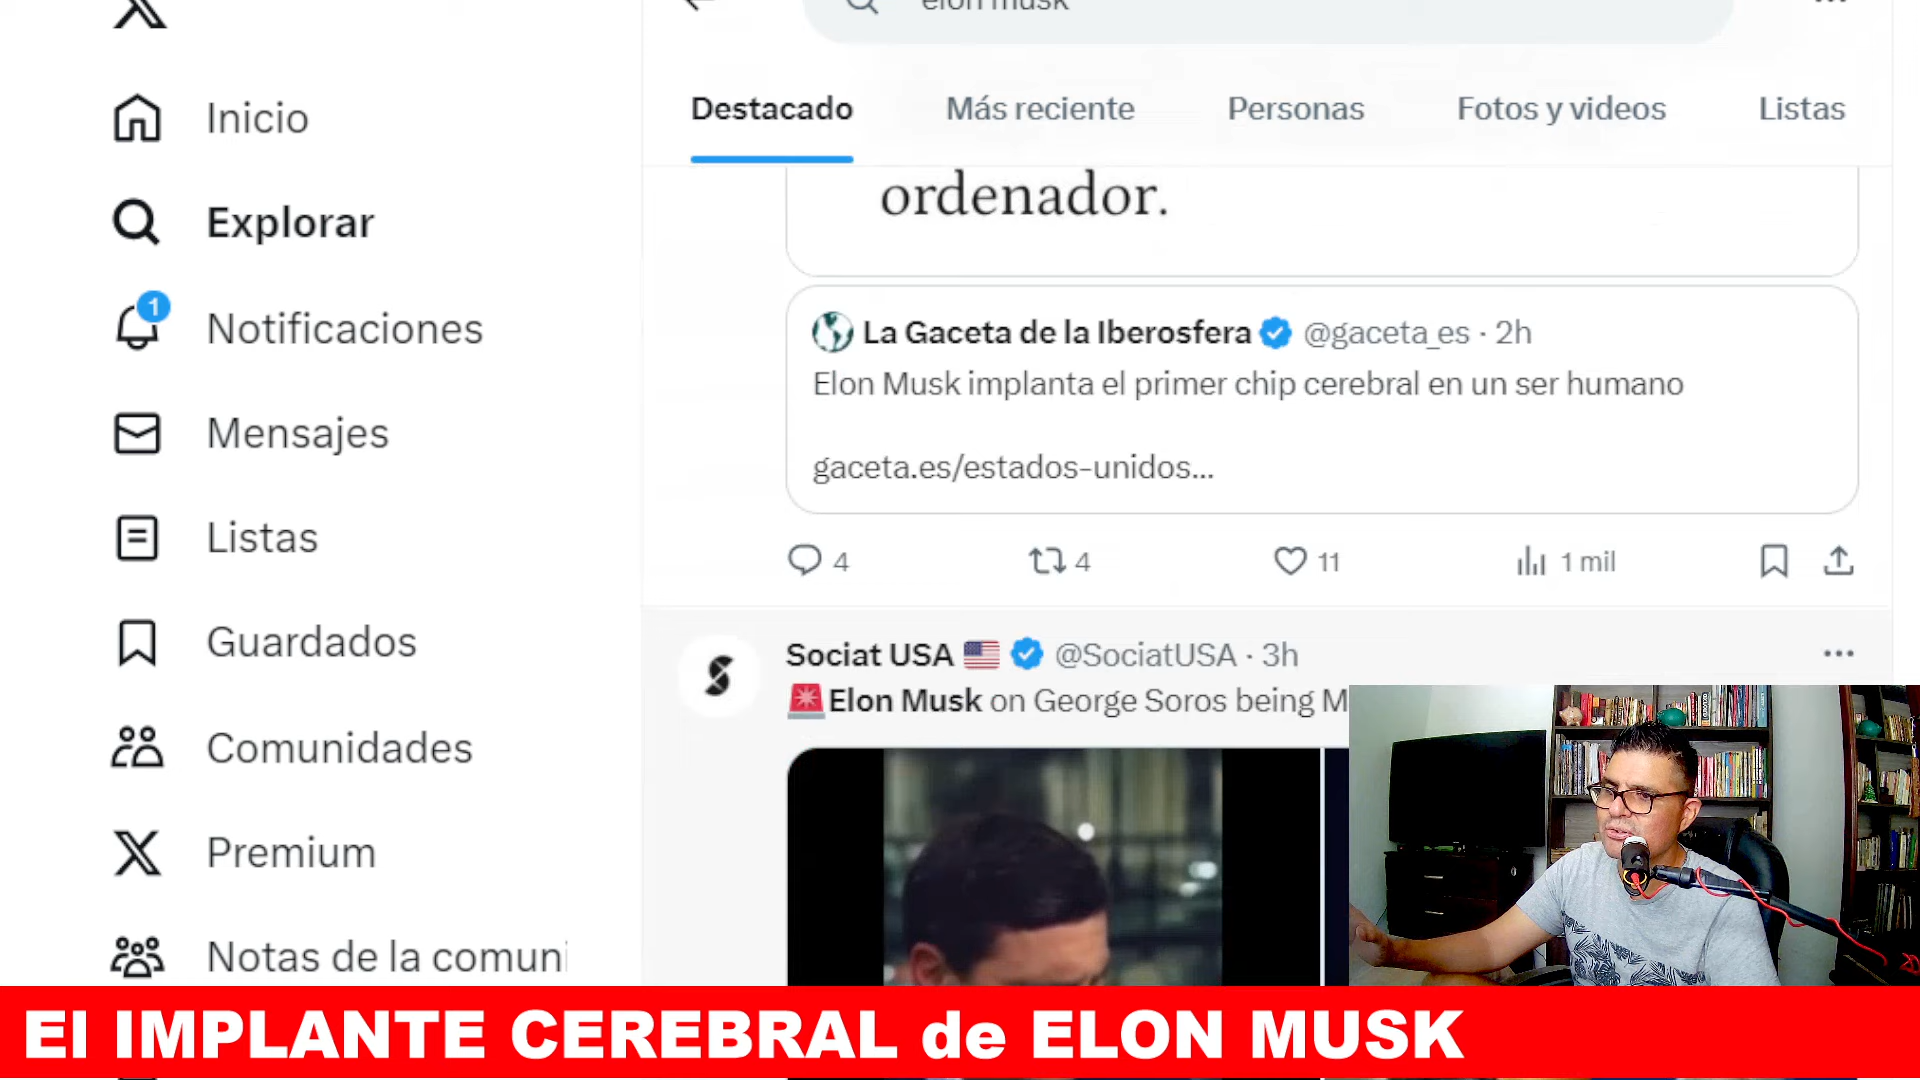 elon musk
Destacado Más reciente Personas Fotos y videos Listas
Inicio
Explorar
1
Notificaciones
Mensajes
Listas
Guardados
Comunidades
Premium
Notas de la comuni
ordenador.
La Gaceta de la Iberosfera @gaceta_es · 2h
Elon Musk implanta el primer chip cerebral en un ser humano
gaceta.es/estados-unidos...
4 4 11 1 mil
Sociat USA @SociatUSA · 3h
Elon Musk on George Soros being M
El IMPLANTE CEREBRAL de ELON MUSK